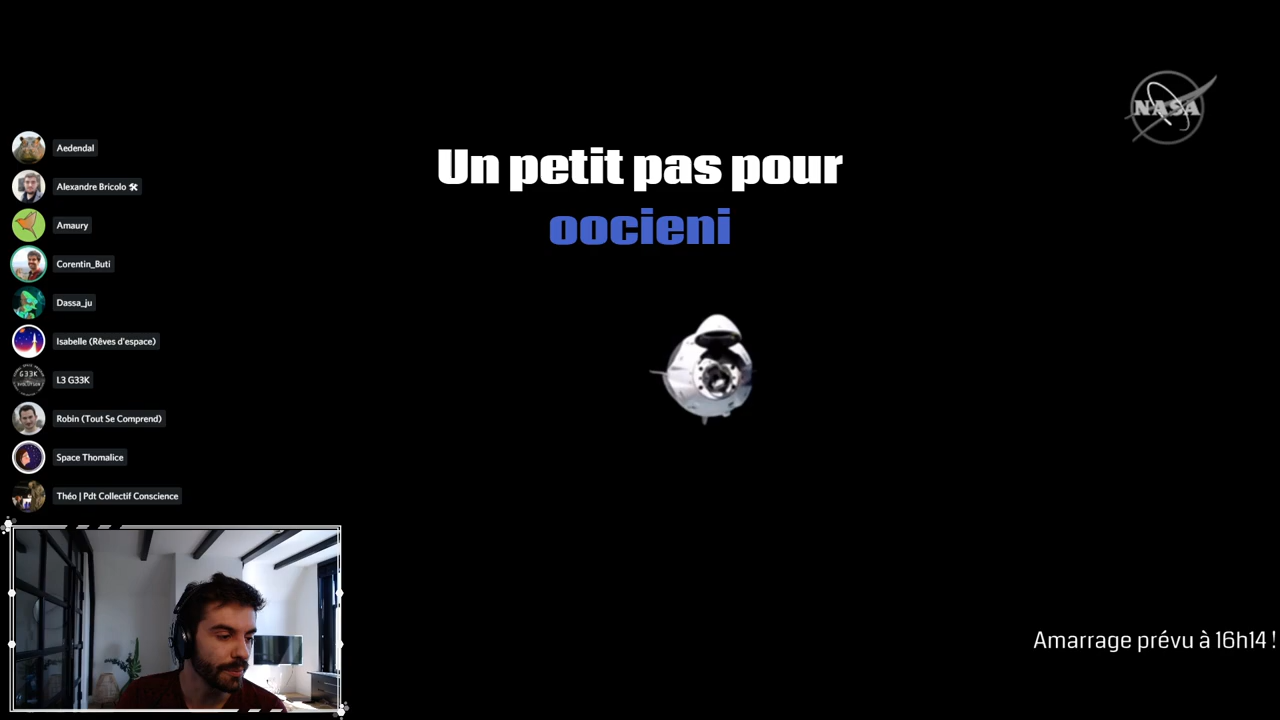 NASA
Un petit pas pour
oocieni
Aedendal
Alexandre Bricolo 🛠
Amaury
Corentin_Buti
Dassa_ju
Isabelle (Rêves d'espace)
L3 G33K
G33K
Robin (Tout Se Comprend)
Space Thomalice
Théo | Pdt Collectif Conscience
Amarrage prévu à 16h14 !